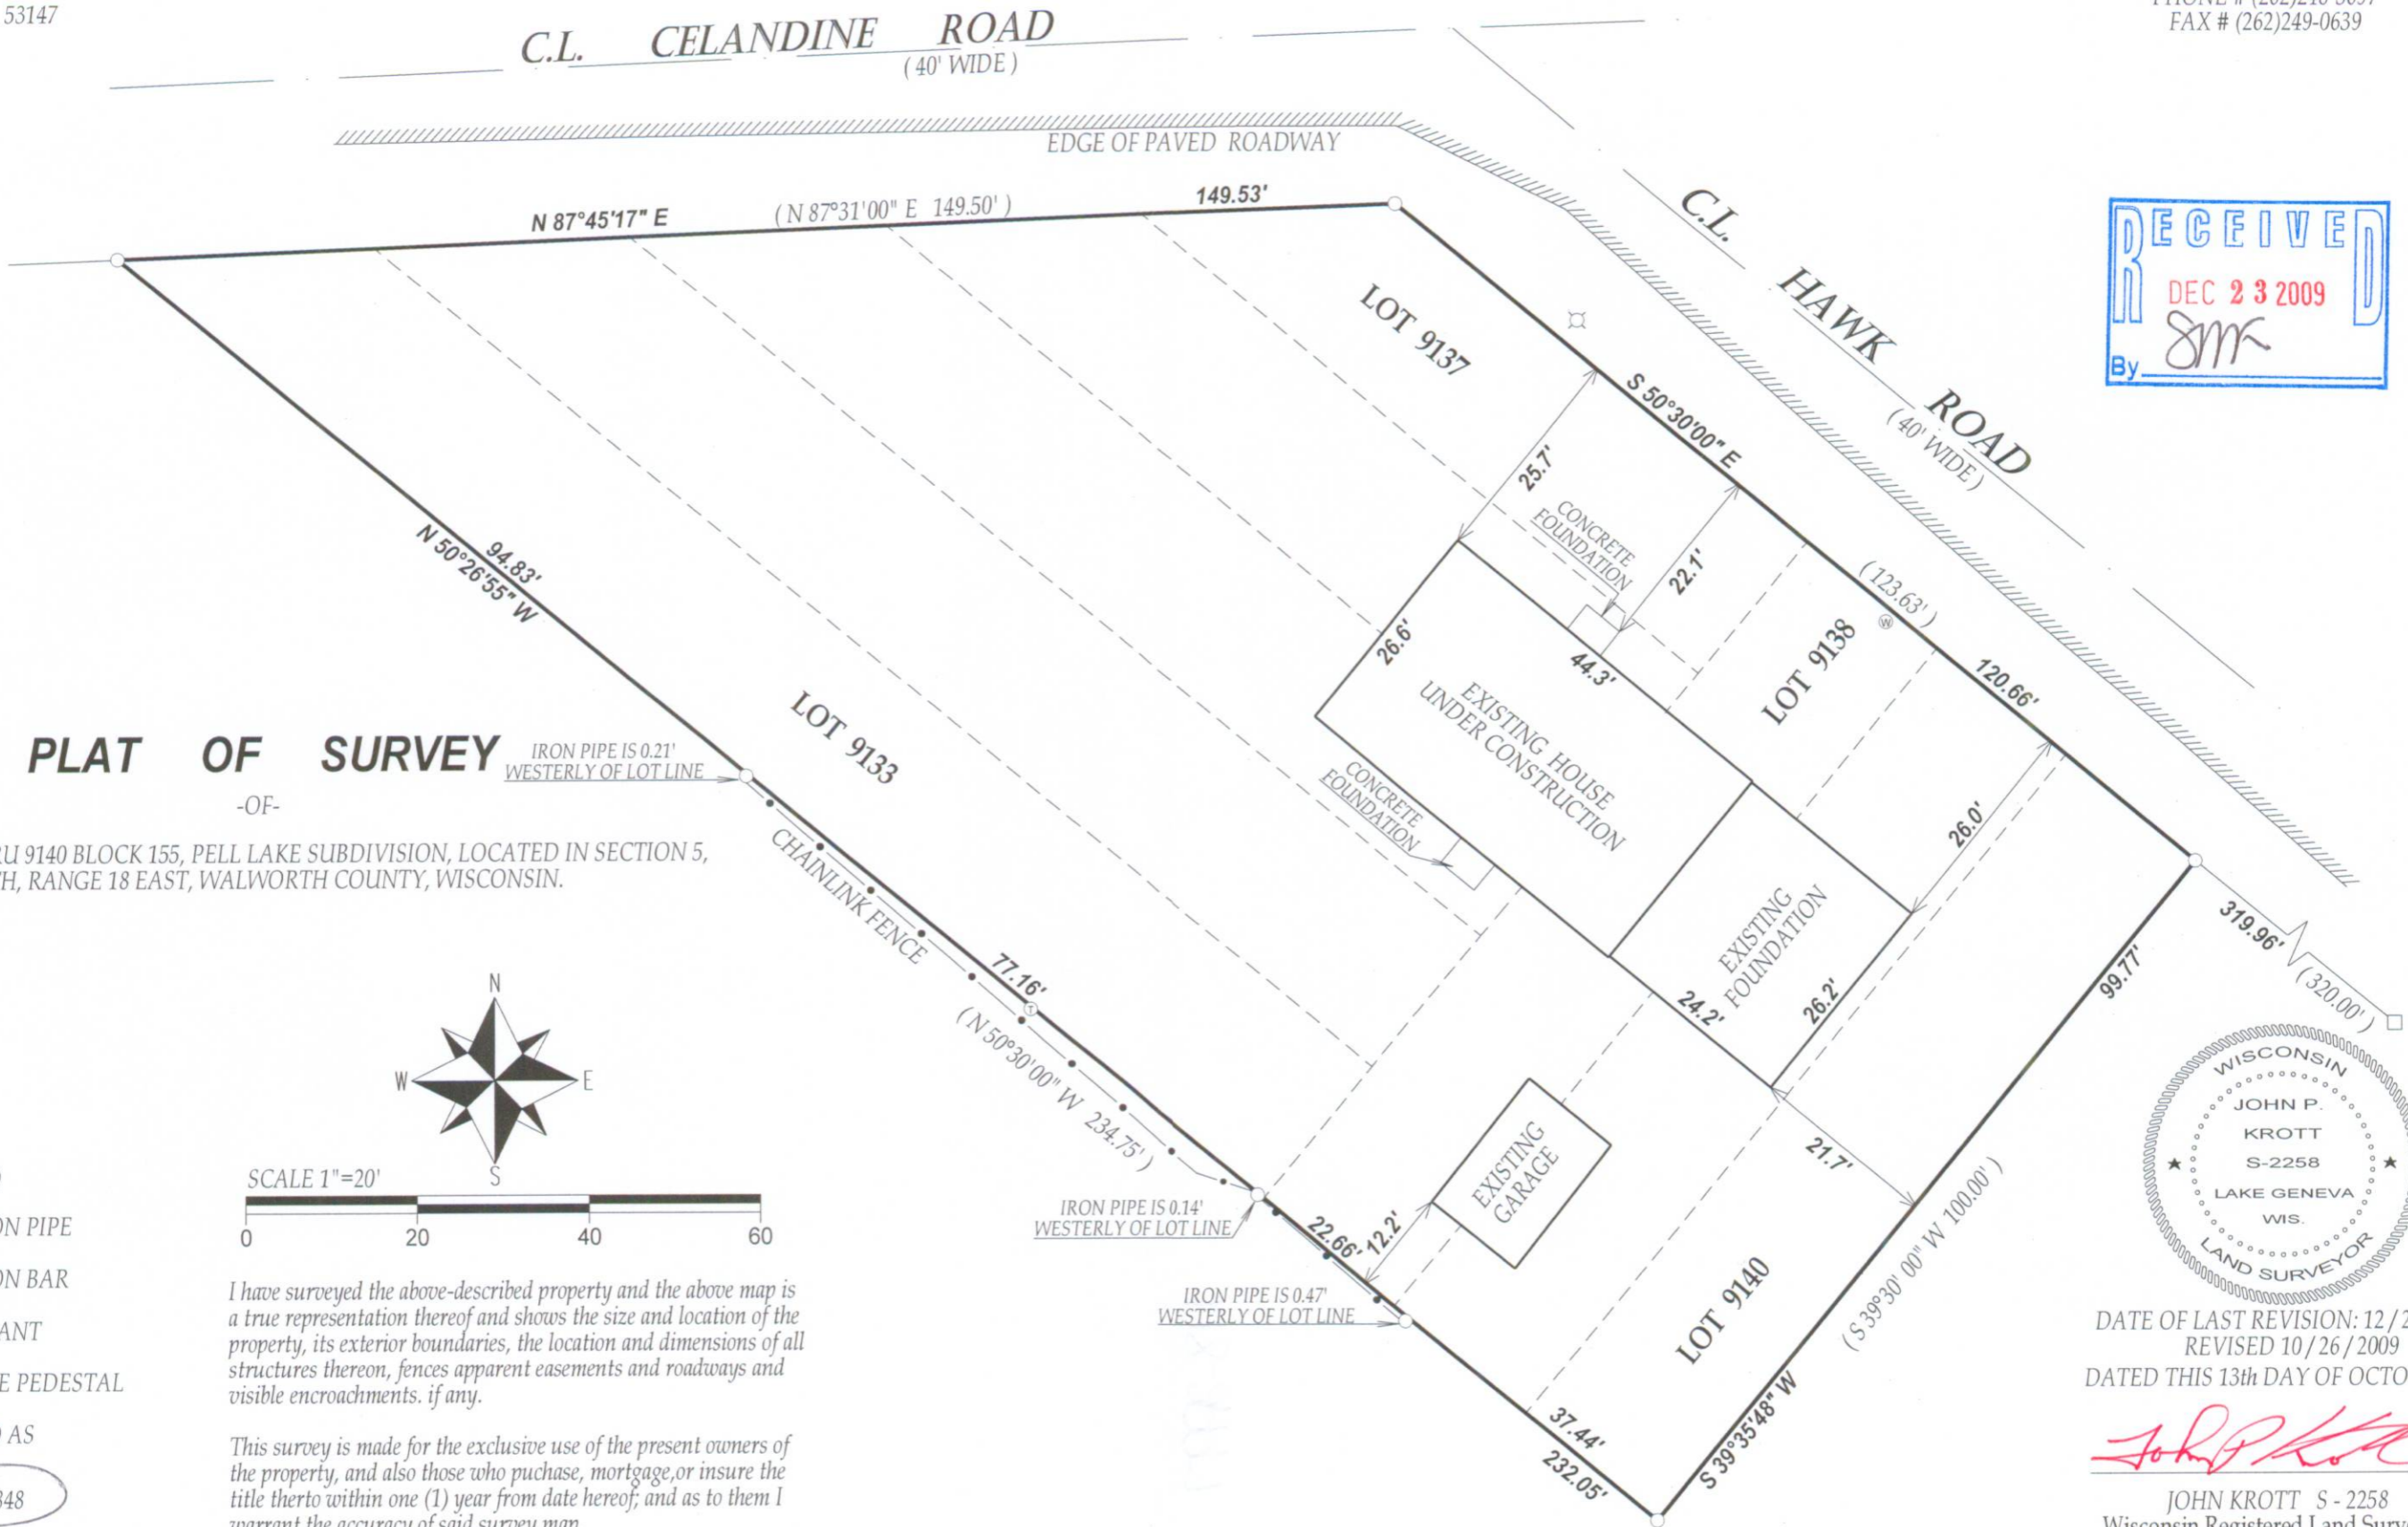 53147
FAX # (262)249-0639
C.L. CELANDINE ROAD
( 40' WIDE )
EDGE OF PAVED ROADWAY
N 87°45'17" E
( N 87°31'00" E 149.50' )
149.53'
C.L. HAWK ROAD
( 40' WIDE )
RECEIVED
DEC 23 2009
By
LOT 9137
S 50°30'00" E
25.7'
CONCRETE
FOUNDATION
22.1'
( 123.63' )
W
LOT 9138
120.66'
26.6'
44.3'
EXISTING HOUSE
UNDER CONSTRUCTION
94.83'
N 50°26'55" W
LOT 9133
PLAT OF SURVEY
-OF-
IRON PIPE IS 0.21'
WESTERLY OF LOT LINE
9140 BLOCK 155, PELL LAKE SUBDIVISION, LOCATED IN SECTION 5,
RANGE 18 EAST, WALWORTH COUNTY, WISCONSIN.
CHAINLINK FENCE
77.16'
T
( N 50°30'00" W 234.75' )
CONCRETE
FOUNDATION
26.0'
EXISTING
FOUNDATION
24.2'
26.2'
319.96'
( 320.00' )
99.77'
21.7'
( S 39°30' 00" W 100.00' )
EXISTING
GARAGE
N
W E
S
SCALE 1"=20'
0 20 40 60
IRON PIPE IS 0.14'
WESTERLY OF LOT LINE
22.66'
12.2'
IRON PIPE IS 0.47'
WESTERLY OF LOT LINE
LOT 9140
37.44'
232.05'
S 39°35'48" W
PIPE
BAR
PEDESTAL
AS
I have surveyed the above-described property and the above map is
a true representation thereof and shows the size and location of the
property, its exterior boundaries, the location and dimensions of all
structures thereon, fences apparent easements and roadways and
visible encroachments. if any.
This survey is made for the exclusive use of the present owners of
the property, and also those who puchase, mortgage,or insure the
title therto within one (1) year from date hereof; and as to them I
warrant the accuracy of said survey map.
WISCONSIN
JOHN P.
KROTT
S-2258
LAKE GENEVA
WIS.
LAND SURVEYOR
DATE OF LAST REVISION: 12/2
REVISED 10/26/2009
DATED THIS 13th DAY OF
John P
JOHN KROTT S - 2258
Wisconsin Registered Land